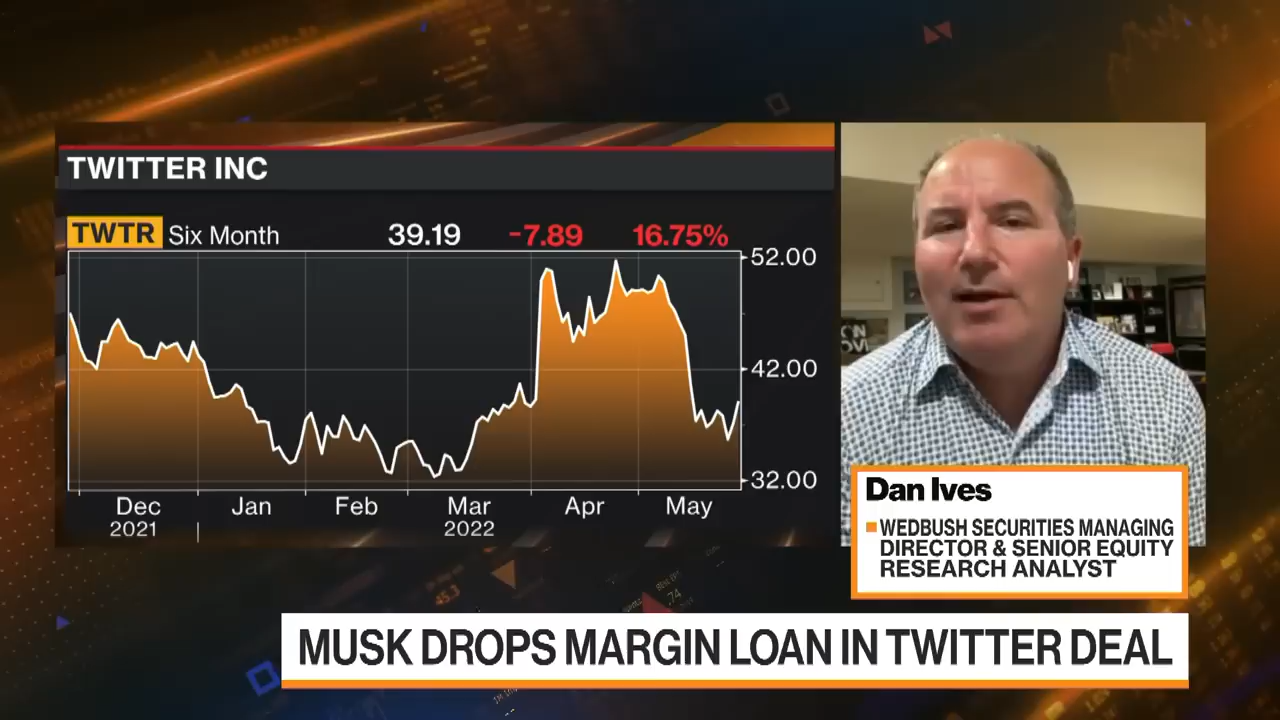 TWITTER INC
TWTR Six Month 39.19 -7.89 16.75%
52.00
42.00
32.00
Dec Jan Feb Mar Apr May
2021 2022
Dan Ives
WEDBUSH SECURITIES MANAGING
DIRECTOR & SENIOR EQUITY
RESEARCH ANALYST
MUSK DROPS MARGIN LOAN IN TWITTER DEAL
45.3